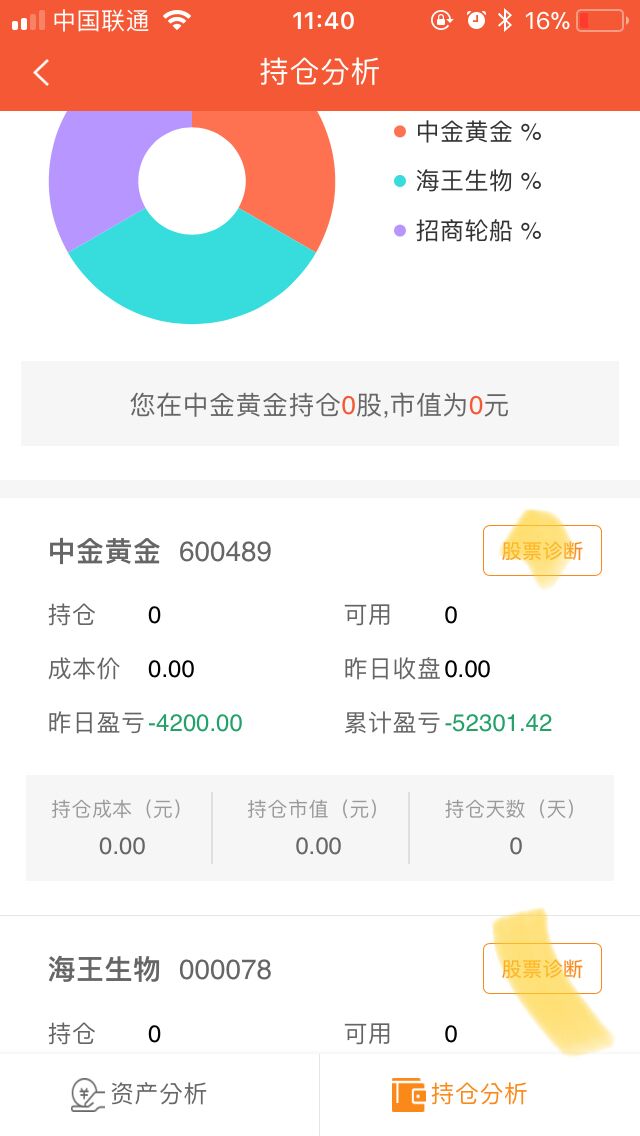 中国联通 11:40 16%
持仓分析
中金黄金 %
海王生物 %
招商轮船 %
您在中金黄金持仓0股,市值为0元
中金黄金 600489 股票诊断
持仓 0 可用 0
成本价 0.00 昨日收盘 0.00
昨日盈亏 -4200.00 累计盈亏 -52301.42
持仓成本（元） 持仓市值（元） 持仓天数（天）
0.00 0.00 0
海王生物 000078 股票诊断
持仓 0 可用 0
资产分析 持仓分析